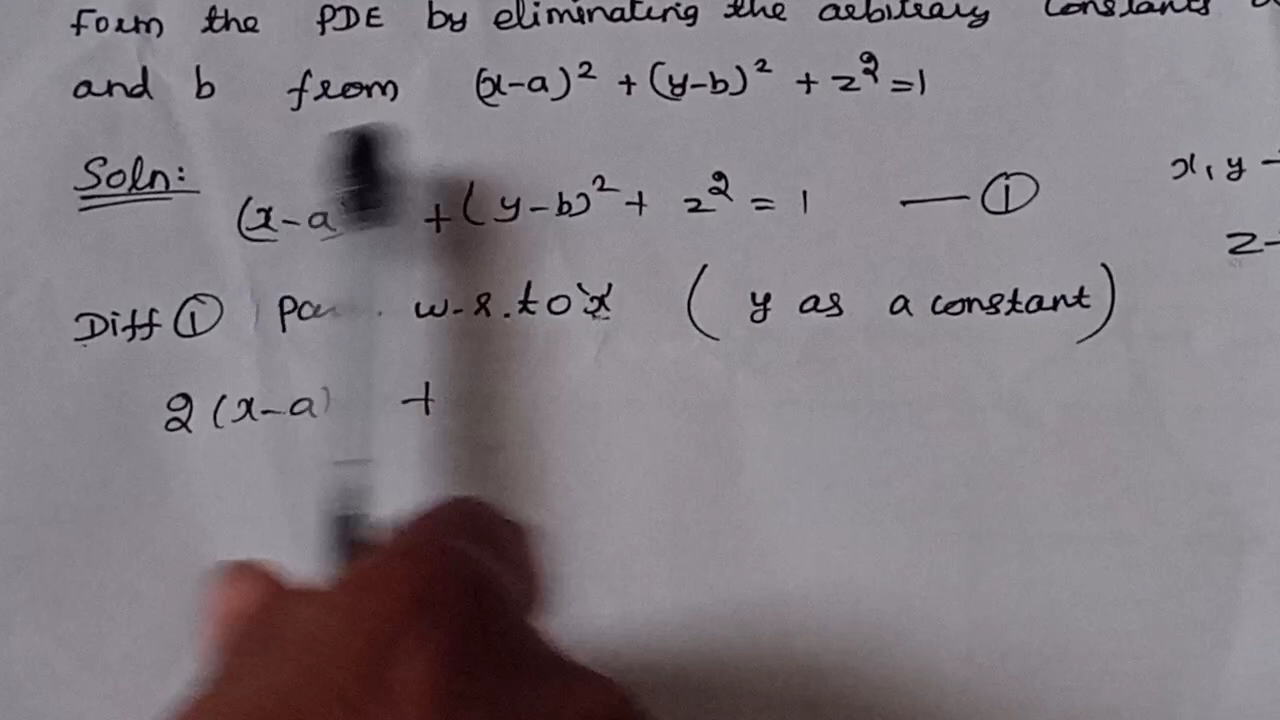 Form the PDE by eliminating the arbitrary constants
and b from (x-a)² + (y-b)² + z² = 1
Soln: (x-a + (y-b)² + z² = 1 — ①
x, y -
z-
Diff ① w.r.to x (y as a constant)
2(x-a) +